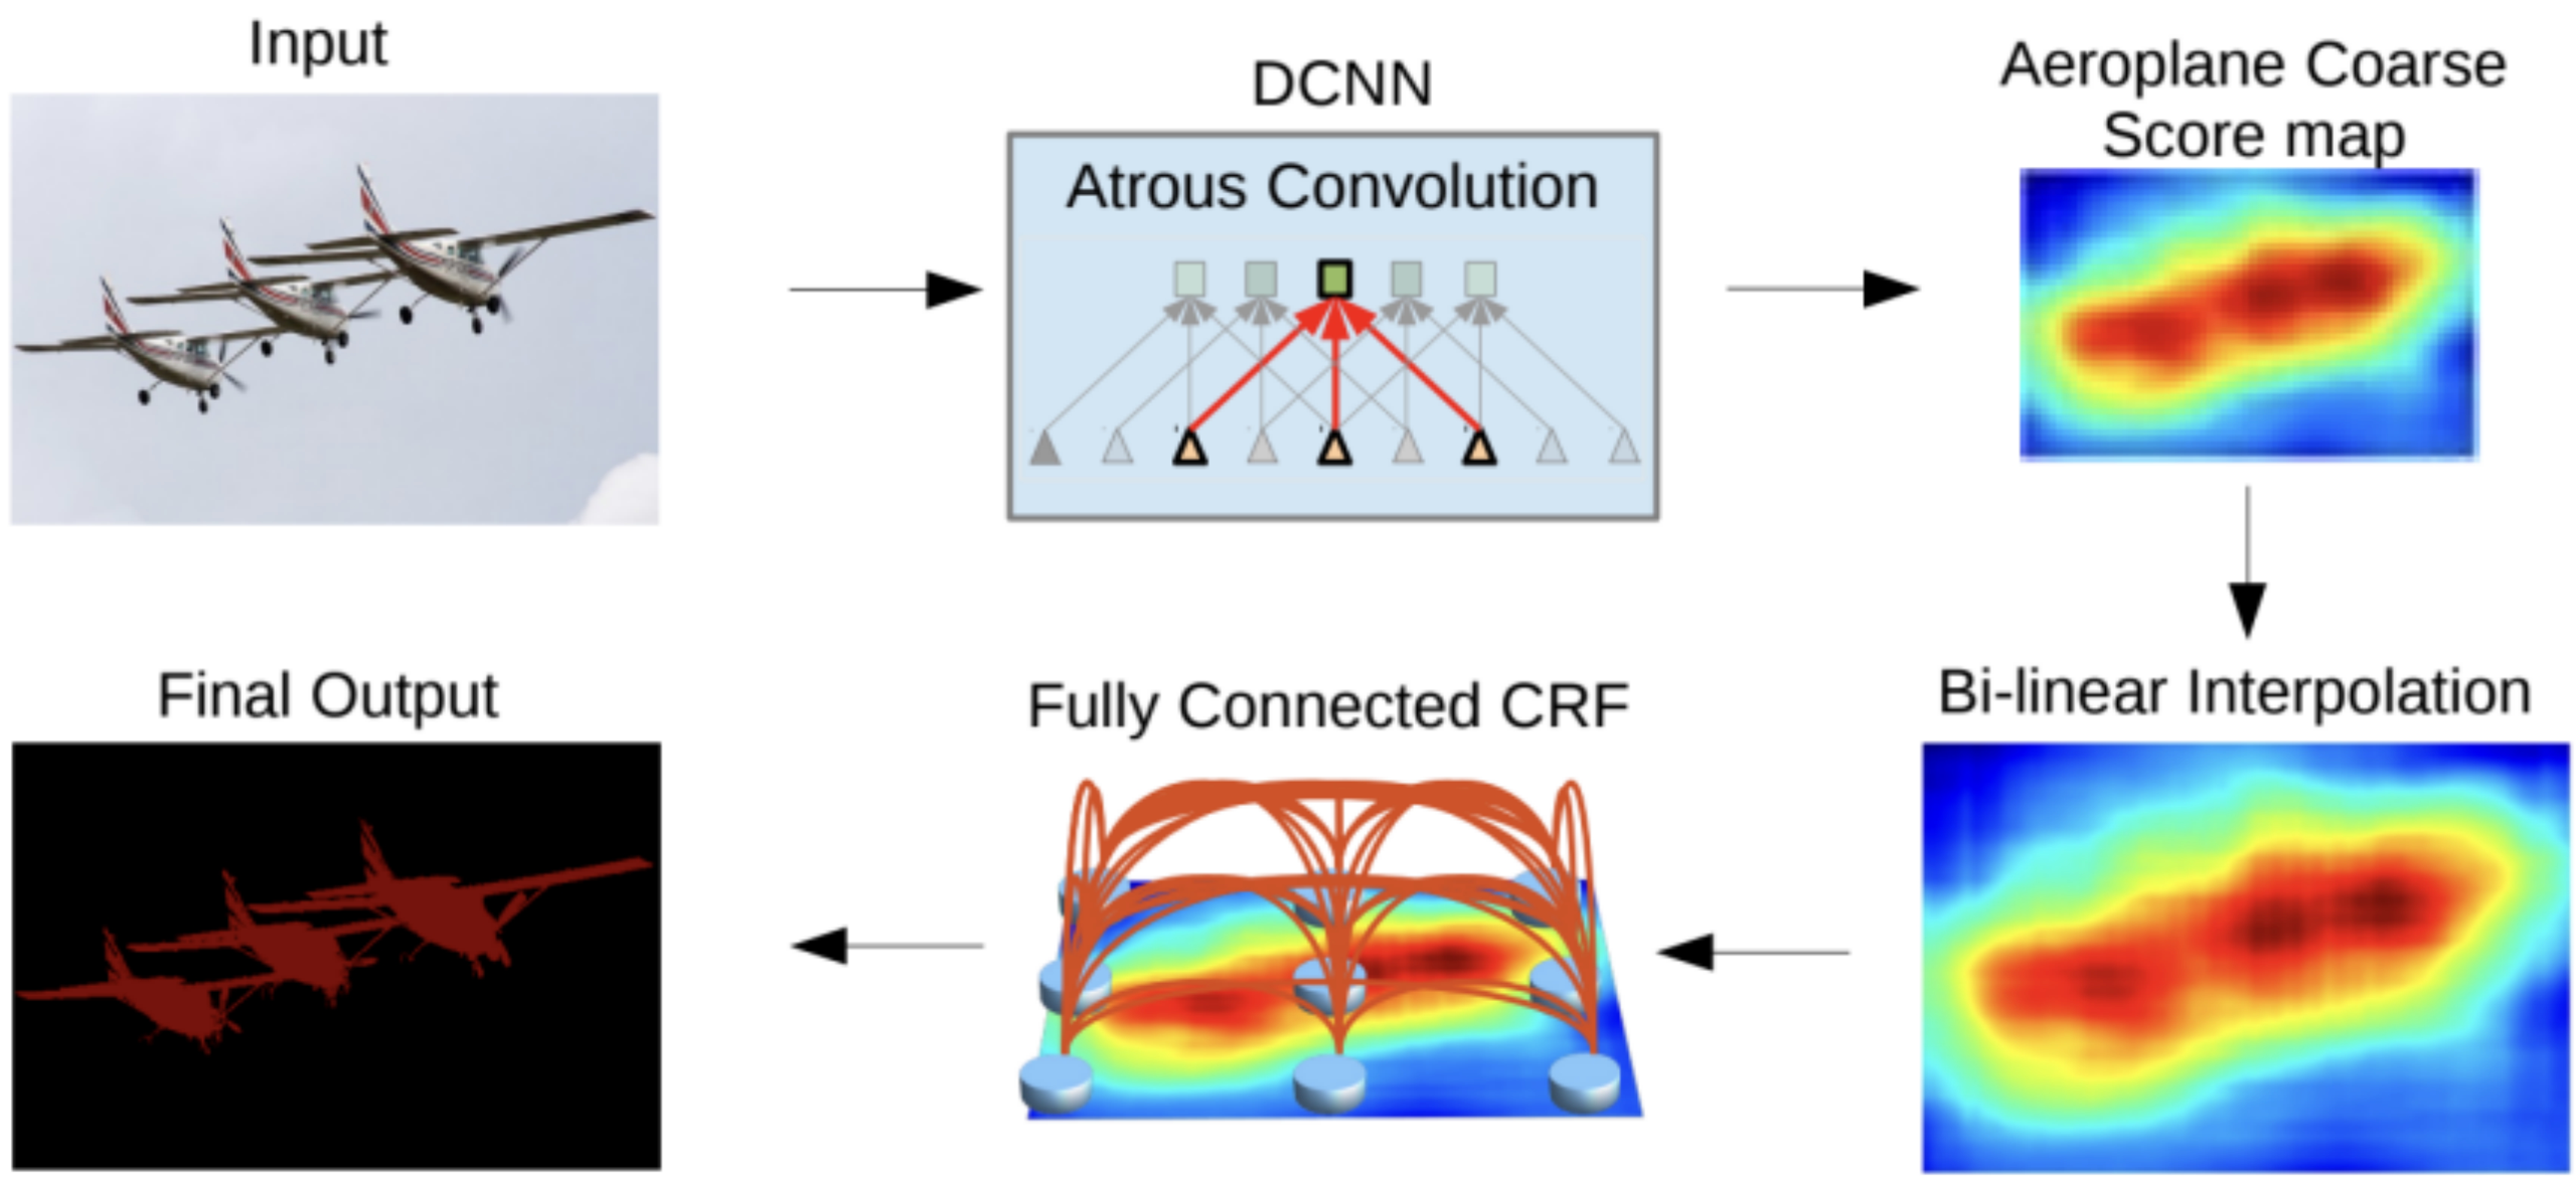 Input
DCNN
Atrous Convolution
Aeroplane Coarse
Score map
Final Output
Fully Connected CRF
Bi-linear Interpolation